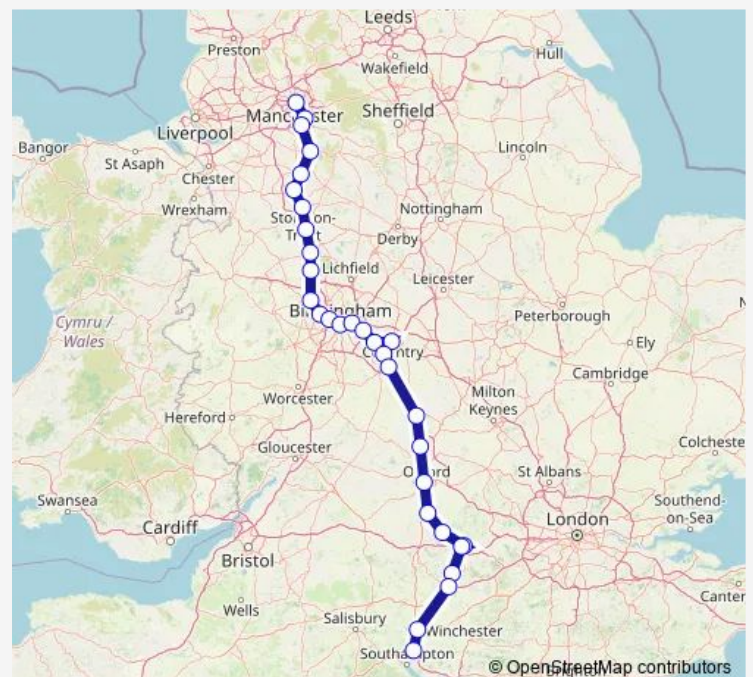 Leeds
Preston
Hull
Wakefield
Manchester
Sheffield
Liverpool
Bangor
St Asaph
Chester
Lincoln
Wrexham
Nottingham
Derby
Lichfield
Leicester
Birmingham
Peterborough
Cymru /
Wales
Ely
Cambridge
Worcester
Milton
Keynes
Hereford
Gloucester
Colcheste
St Albans
Swansea
Southend-
on-Sea
Cardiff
London
Bristol
Canter
Wells
Salisbury
Winchester
Southampton
© OpenStreetMap contributors